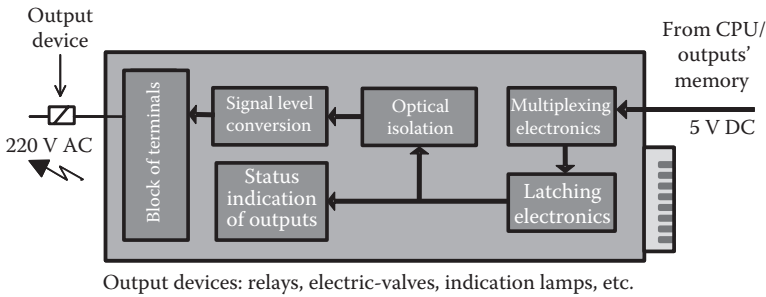 Output
device
From CPU/
outputs’
memory
5 V DC
220 V AC
Block of terminals
Signal level
conversion
Optical
isolation
Multiplexing
electronics
Status
indication
of outputs
Latching
electronics
Output devices: relays, electric-valves, indication lamps, etc.